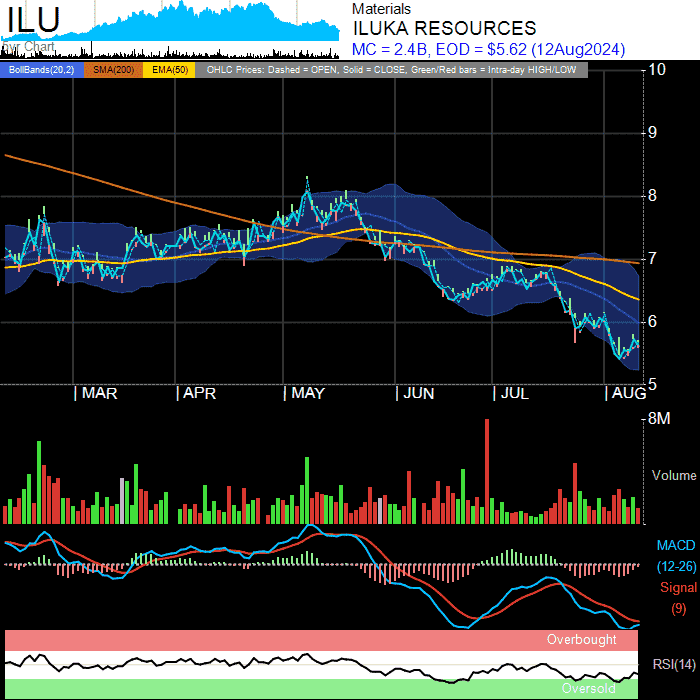 ILU
5yr Chart
Materials
ILUKA RESOURCES
MC = 2.4B, EOD = $5.62 (12Aug2024)
BollBands(20,2) SMA(200) EMA(50) OHLC Prices: Dashed = OPEN, Solid = CLOSE, Green/Red bars = Intra-day HIGH/LOW
10
9
8
7
6
5
MAR APR MAY JUN JUL AUG
8M
Volume
MACD
(12-26)
Signal
(9)
Overbought
RSI(14)
Oversold